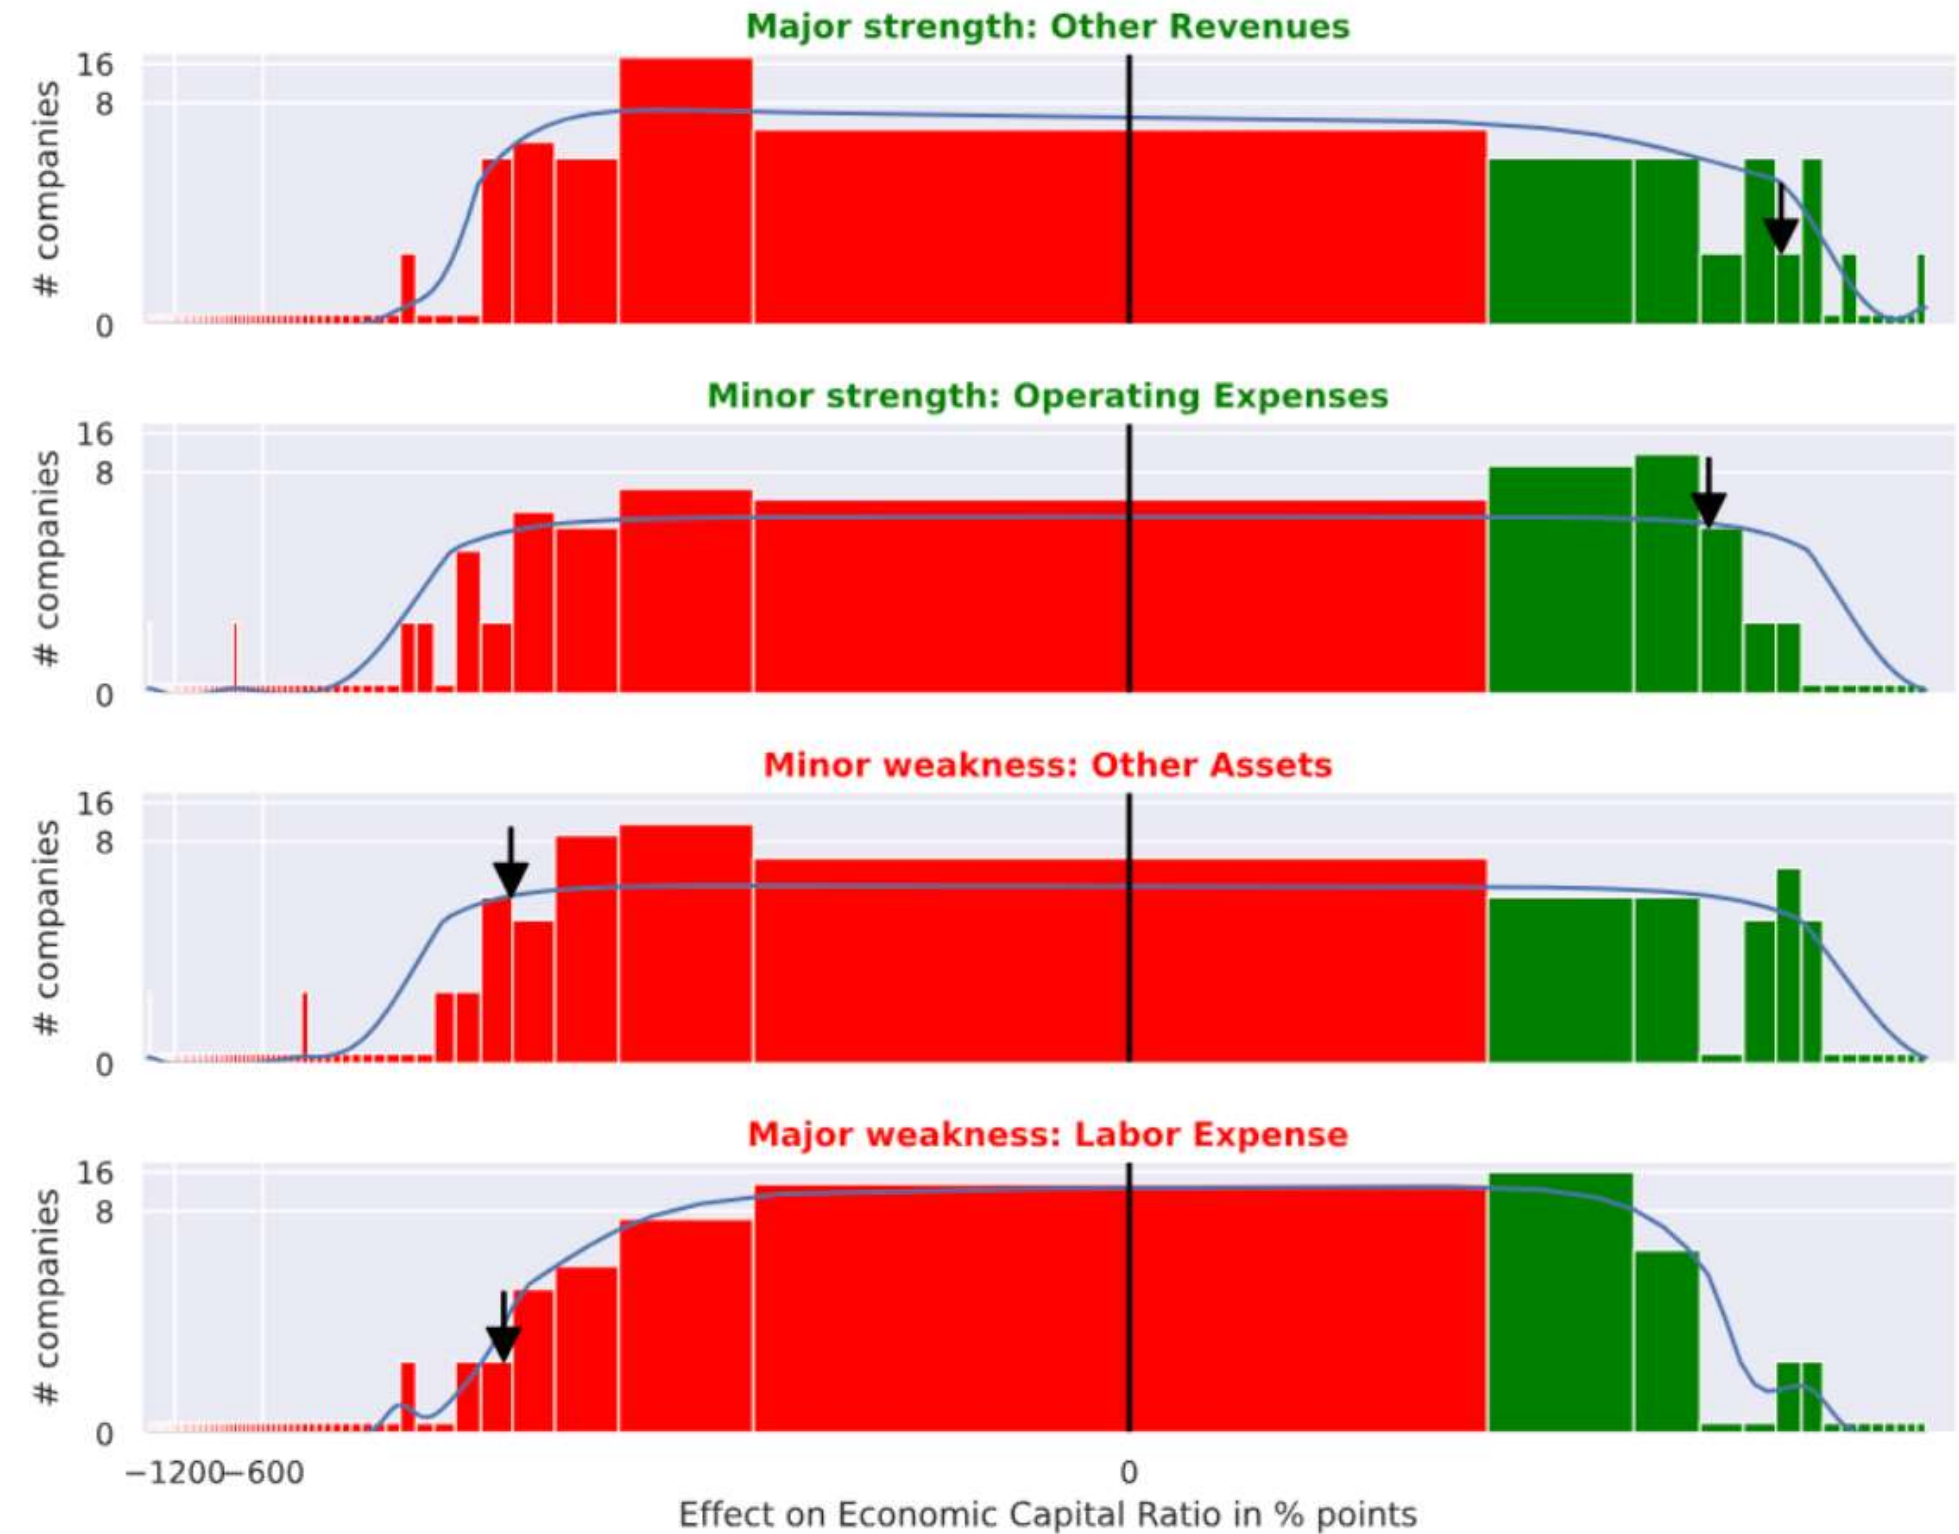 Major strength: Other Revenues
16
8
0
# companies
Minor strength: Operating Expenses
16
8
0
# companies
Minor weakness: Other Assets
16
8
0
# companies
Major weakness: Labor Expense
16
8
0
# companies
−1200 −600 0
Effect on Economic Capital Ratio in % points